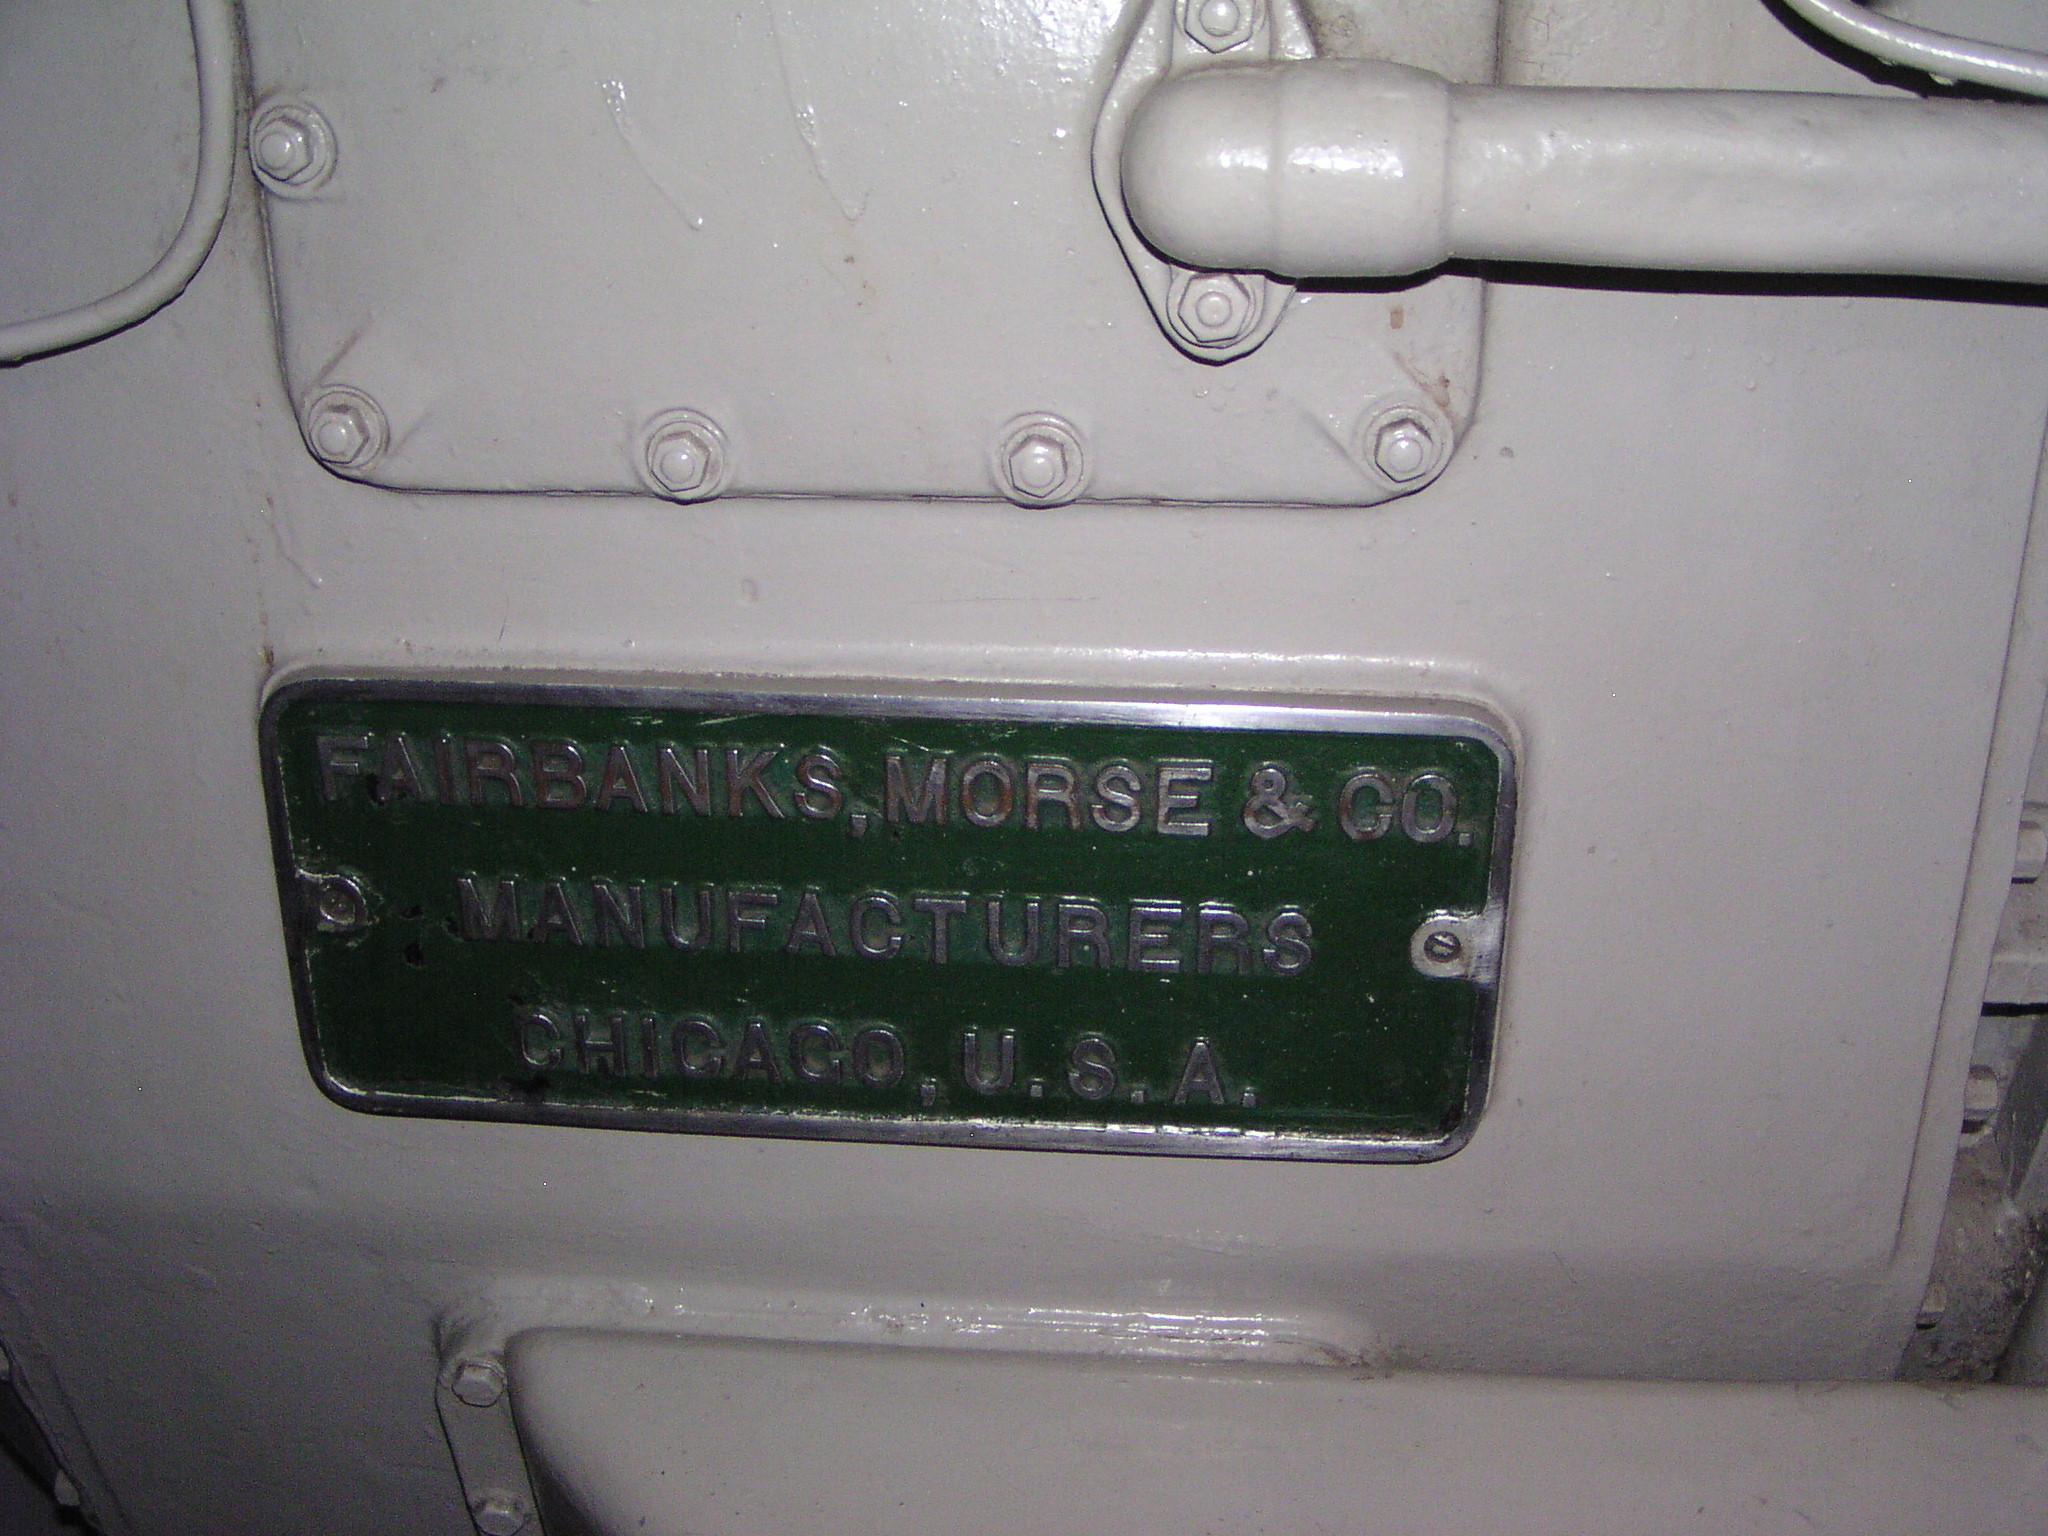 FAIRBANKS, MORSE & CO.
MANUFACTURERS
CHICAGO, U.S.A.